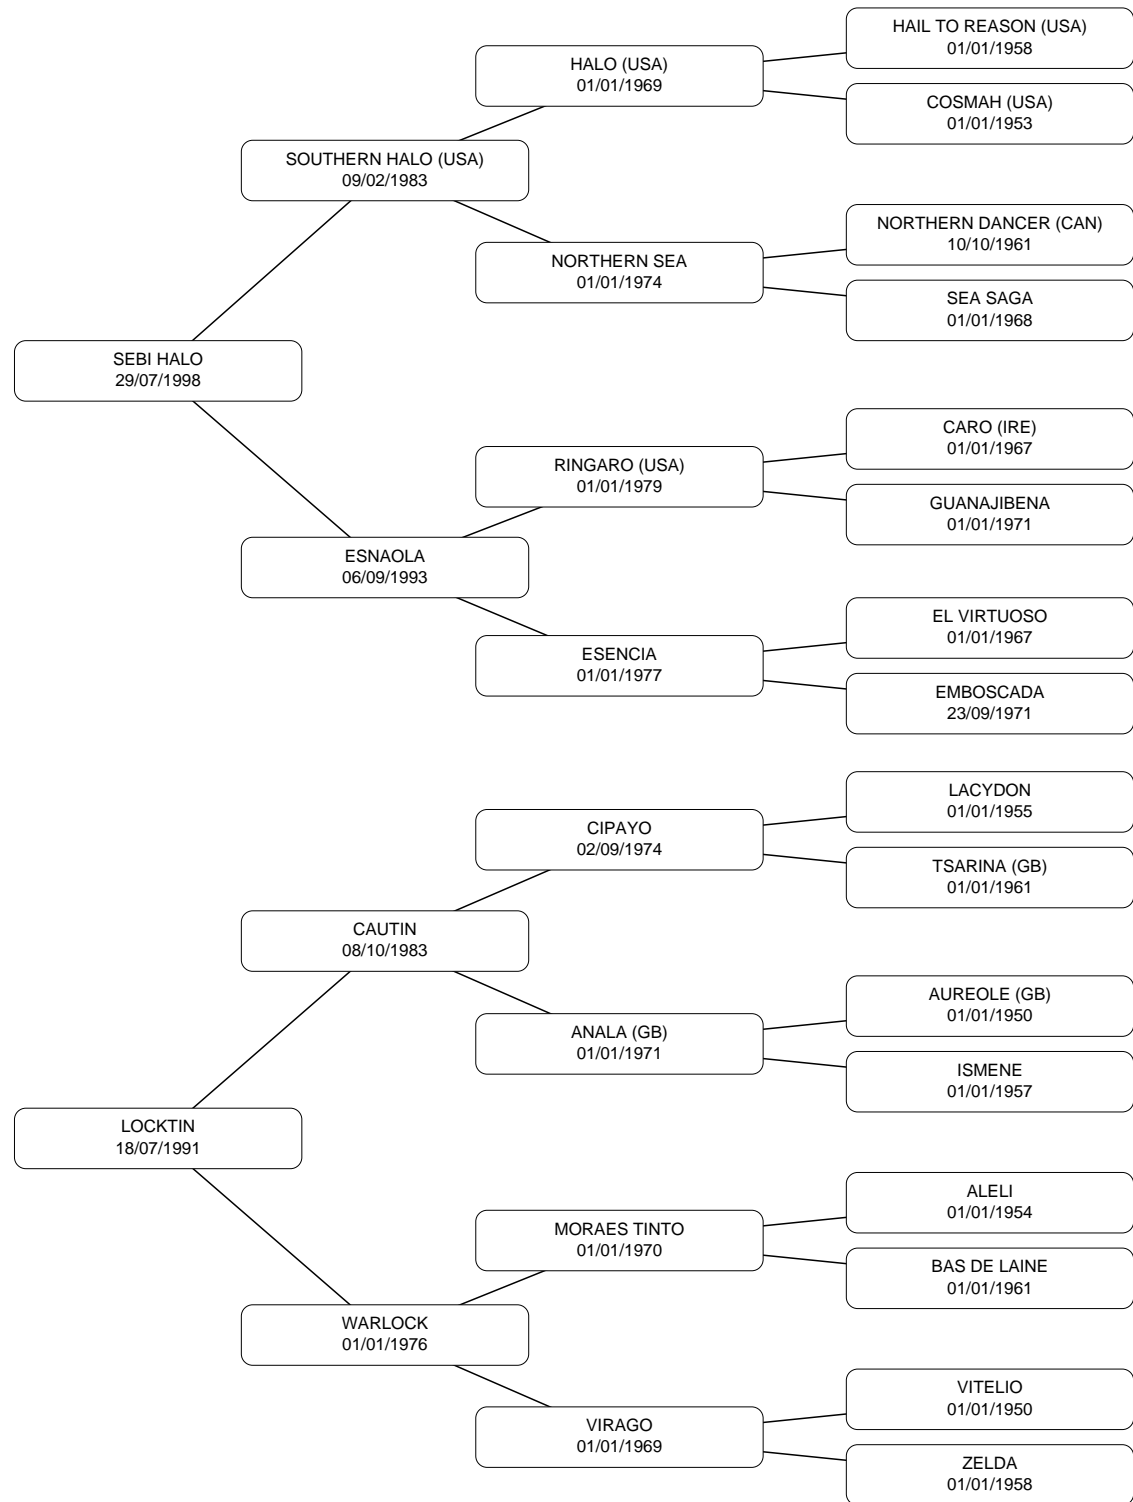 HAIL TO REASON (USA)
01/01/1958
HALO (USA)
01/01/1969
COSMAH (USA)
01/01/1953
SOUTHERN HALO (USA)
09/02/1983
NORTHERN DANCER (CAN)
10/10/1961
NORTHERN SEA
01/01/1974
SEA SAGA
01/01/1968
SEBI HALO
29/07/1998
CARO (IRE)
01/01/1967
RINGARO (USA)
01/01/1979
GUANAJIBENA
01/01/1971
ESNAOLA
06/09/1993
EL VIRTUOSO
01/01/1967
ESENCIA
01/01/1977
EMBOSCADA
23/09/1971
LACYDON
01/01/1955
CIPAYO
02/09/1974
TSARINA (GB)
01/01/1961
CAUTIN
08/10/1983
AUREOLE (GB)
01/01/1950
ANALA (GB)
01/01/1971
ISMENE
01/01/1957
LOCKTIN
18/07/1991
ALELI
01/01/1954
MORAES TINTO
01/01/1970
BAS DE LAINE
01/01/1961
WARLOCK
01/01/1976
VITELIO
01/01/1950
VIRAGO
01/01/1969
ZELDA
01/01/1958